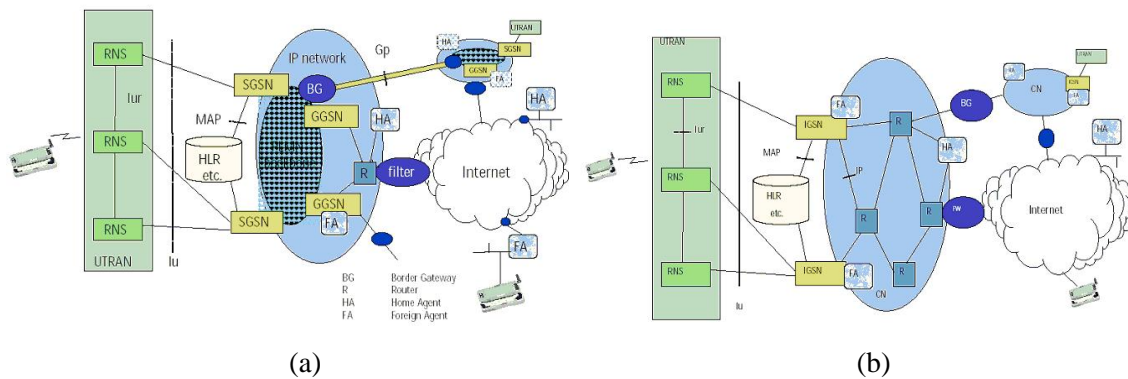 RNS
Iur
RNS
RNS
UTRAN
Iu
MAP
HLR
etc.
SGSN
SGSN
IP network
BG
GGSN
GGSN
FA
HA
R
filter
Gp
HA
GGSN
FA
SGSN
UTRAN
HA
Internet
FA
BG Border Gateway
R Router
HA Home Agent
FA Foreign Agent
(a)
UTRAN
RNS
Iur
RNS
RNS
Iu
MAP
HLR
etc.
IGSN
FA
IGSN
FA
IP
R
HA
R
R
R
CN
BG
CN
HA
Internet
(b)